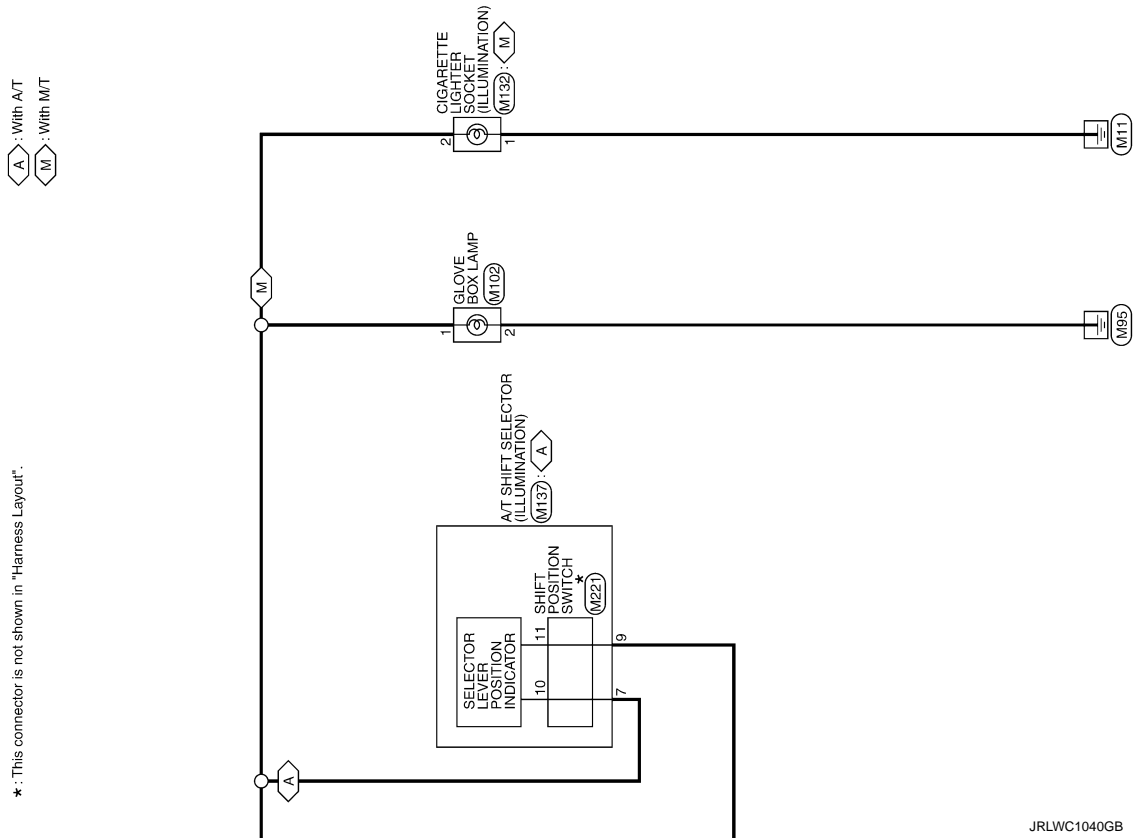 A : With A/T
M : With M/T
* : This connector is not shown in "Harness Layout".
CIGARETTE
LIGHTER
SOCKET
(ILLUMINATION)
M132 : M
2
1
M11
M
GLOVE
BOX LAMP
M102
1
2
M95
A/T SHIFT SELECTOR
(ILLUMINATION)
M137 : A
SELECTOR
LEVER
POSITION
INDICATOR
10
11
SHIFT
POSITION
SWITCH
*
M221
7
9
A
JRLWC1040GB